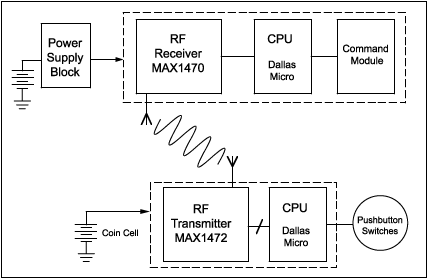 Power
Supply
Block
RF
Receiver
MAX1470
CPU
Dallas
Micro
Command
Module
Coin Cell
RF
Transmitter
MAX1472
CPU
Dallas
Micro
Pushbutton
Switches